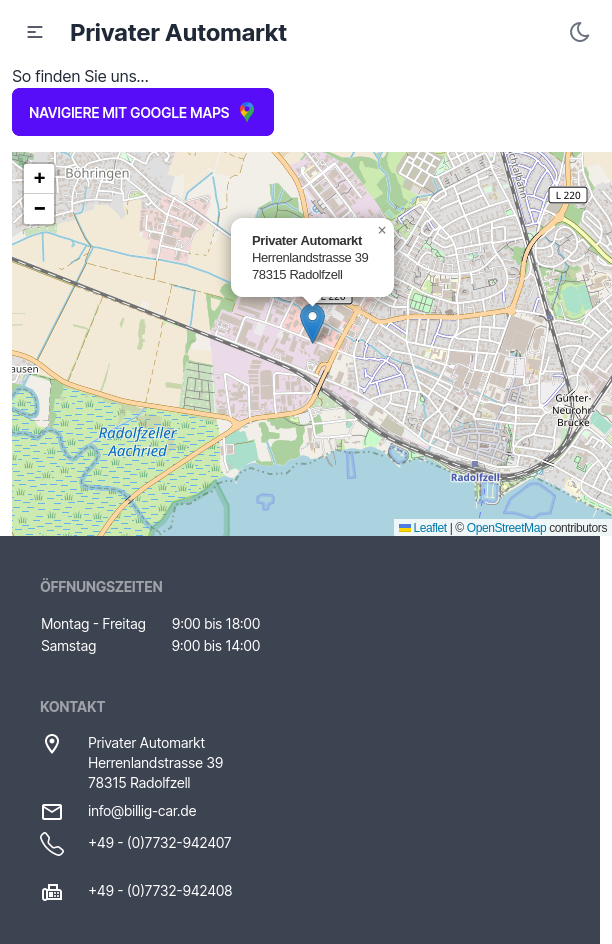 Privater Automarkt
So finden Sie uns...
NAVIGIERE MIT GOOGLE MAPS
+
−
Böhringen
L 220
×
Privater Automarkt
Herrenlandstrasse 39
78315 Radolfzell
L 220
ausen
Radolfzeller
Aachried
Günter-
Neurohr-
Brücke
Radolfzell
Leaflet | © OpenStreetMap contributors
ÖFFNUNGSZEITEN
Montag - Freitag 9:00 bis 18:00
Samstag 9:00 bis 14:00
KONTAKT
Privater Automarkt
Herrenlandstrasse 39
78315 Radolfzell
info@billig-car.de
+49 - (0)7732-942407
+49 - (0)7732-942408